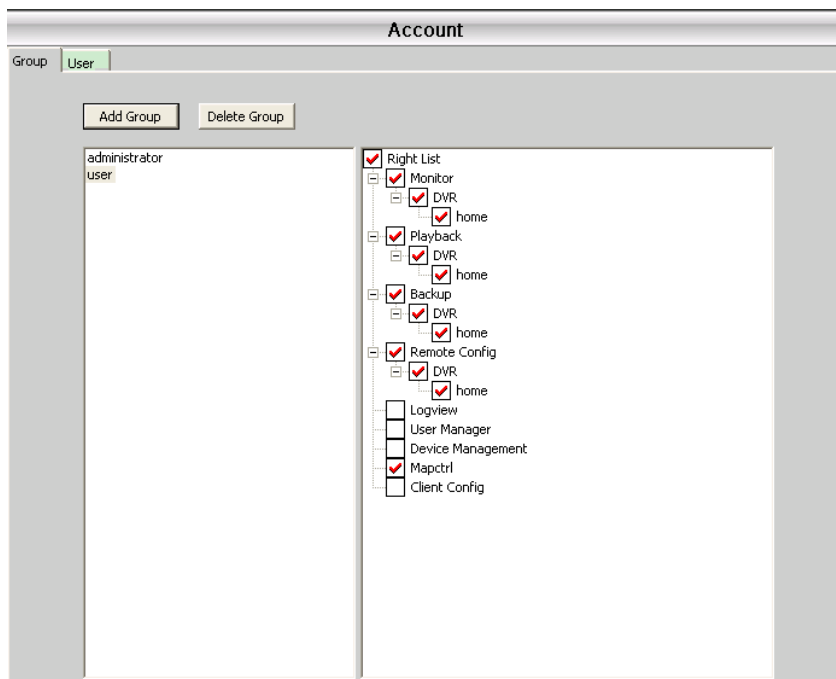 Account
Group User
Add Group Delete Group
administrator
user
Right List
Monitor
DVR
home
Playback
DVR
home
Backup
DVR
home
Remote Config
DVR
home
Logview
User Manager
Device Management
Mapctrl
Client Config